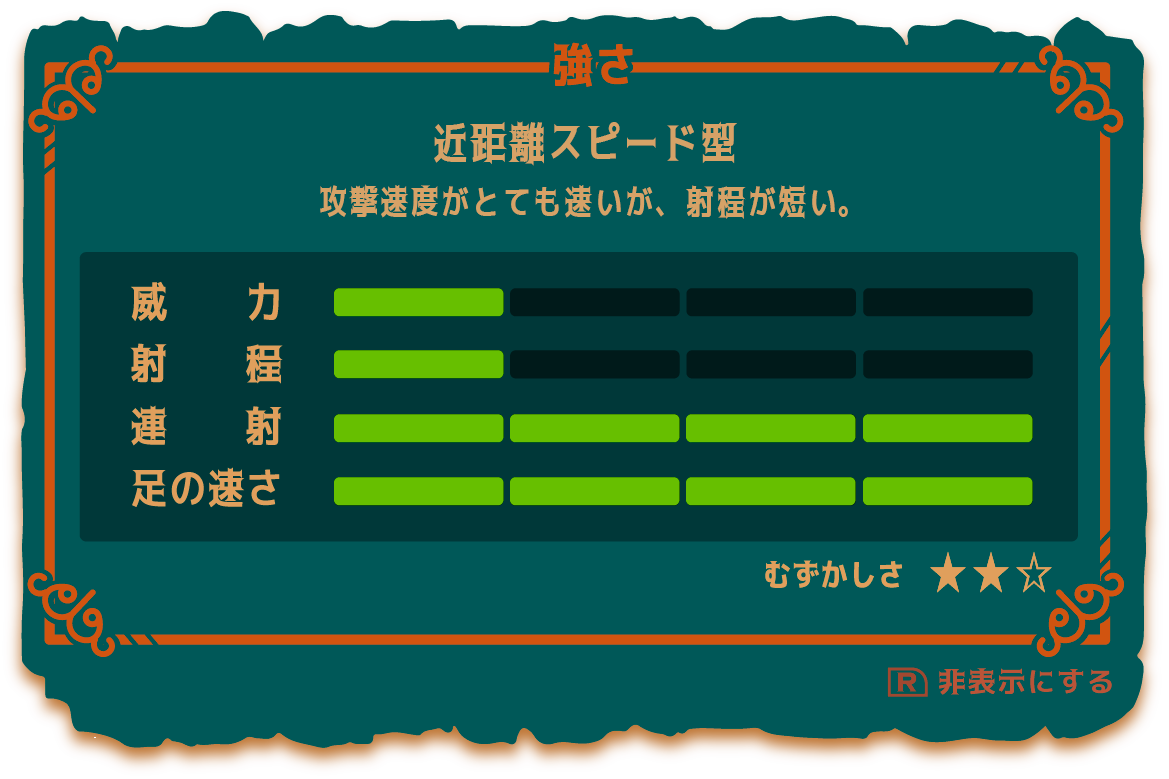 強さ
近距離スピード型
攻撃速度がとても速いが、射程が短い。
威力
射程
連射
足の速さ
むずかしさ ★★☆
R 非表示にする